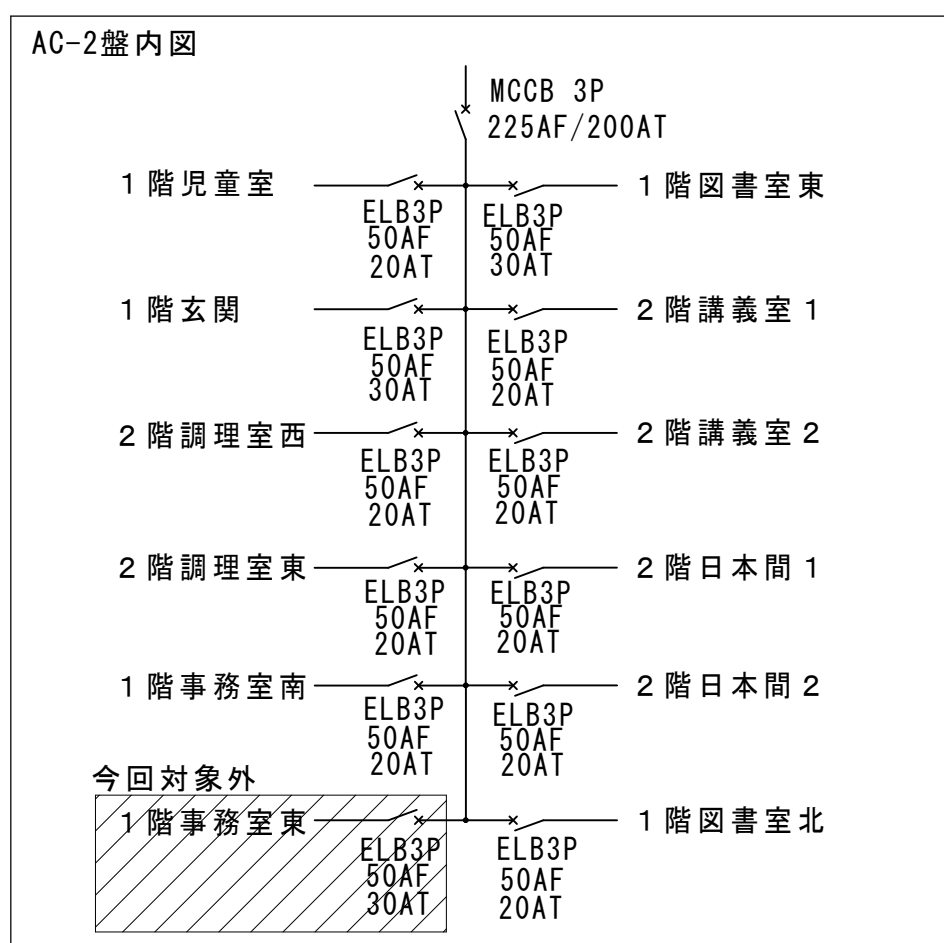 AC-2盤内図
MCCB 3P
225AF/200AT
1階児童室
ELB3P
50AF
20AT
1階図書室東
ELB3P
50AF
30AT
1階玄関
ELB3P
50AF
30AT
2階講義室1
ELB3P
50AF
20AT
2階調理室西
ELB3P
50AF
20AT
2階講義室2
ELB3P
50AF
20AT
2階調理室東
ELB3P
50AF
20AT
2階日本間1
ELB3P
50AF
20AT
1階事務室南
ELB3P
50AF
20AT
2階日本間2
ELB3P
50AF
20AT
今回対象外
1階事務室東
ELB3P
50AF
30AT
1階図書室北
ELB3P
50AF
20AT